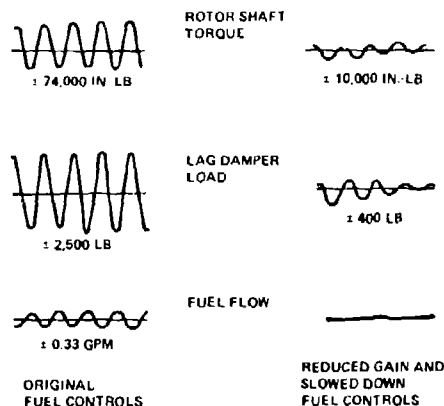 ROTOR SHAFT
TORQUE
± 74,000 IN LB
± 10,000 IN.-LB
LAG DAMPER
LOAD
± 2,500 LB
± 400 LB
FUEL FLOW
± 0.33 GPM
ORIGINAL
FUEL CONTROLS
REDUCED GAIN AND
SLOWED DOWN
FUEL CONTROLS